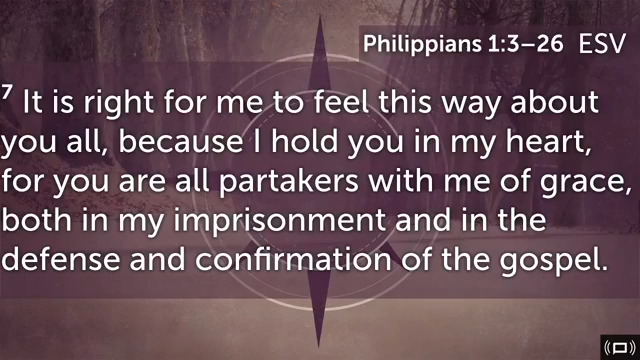 Philippians 1:3–26 ESV
⁷ It is right for me to feel this way about
you all, because I hold you in my heart,
for you are all partakers with me of grace,
both in my imprisonment and in the
defense and confirmation of the gospel.